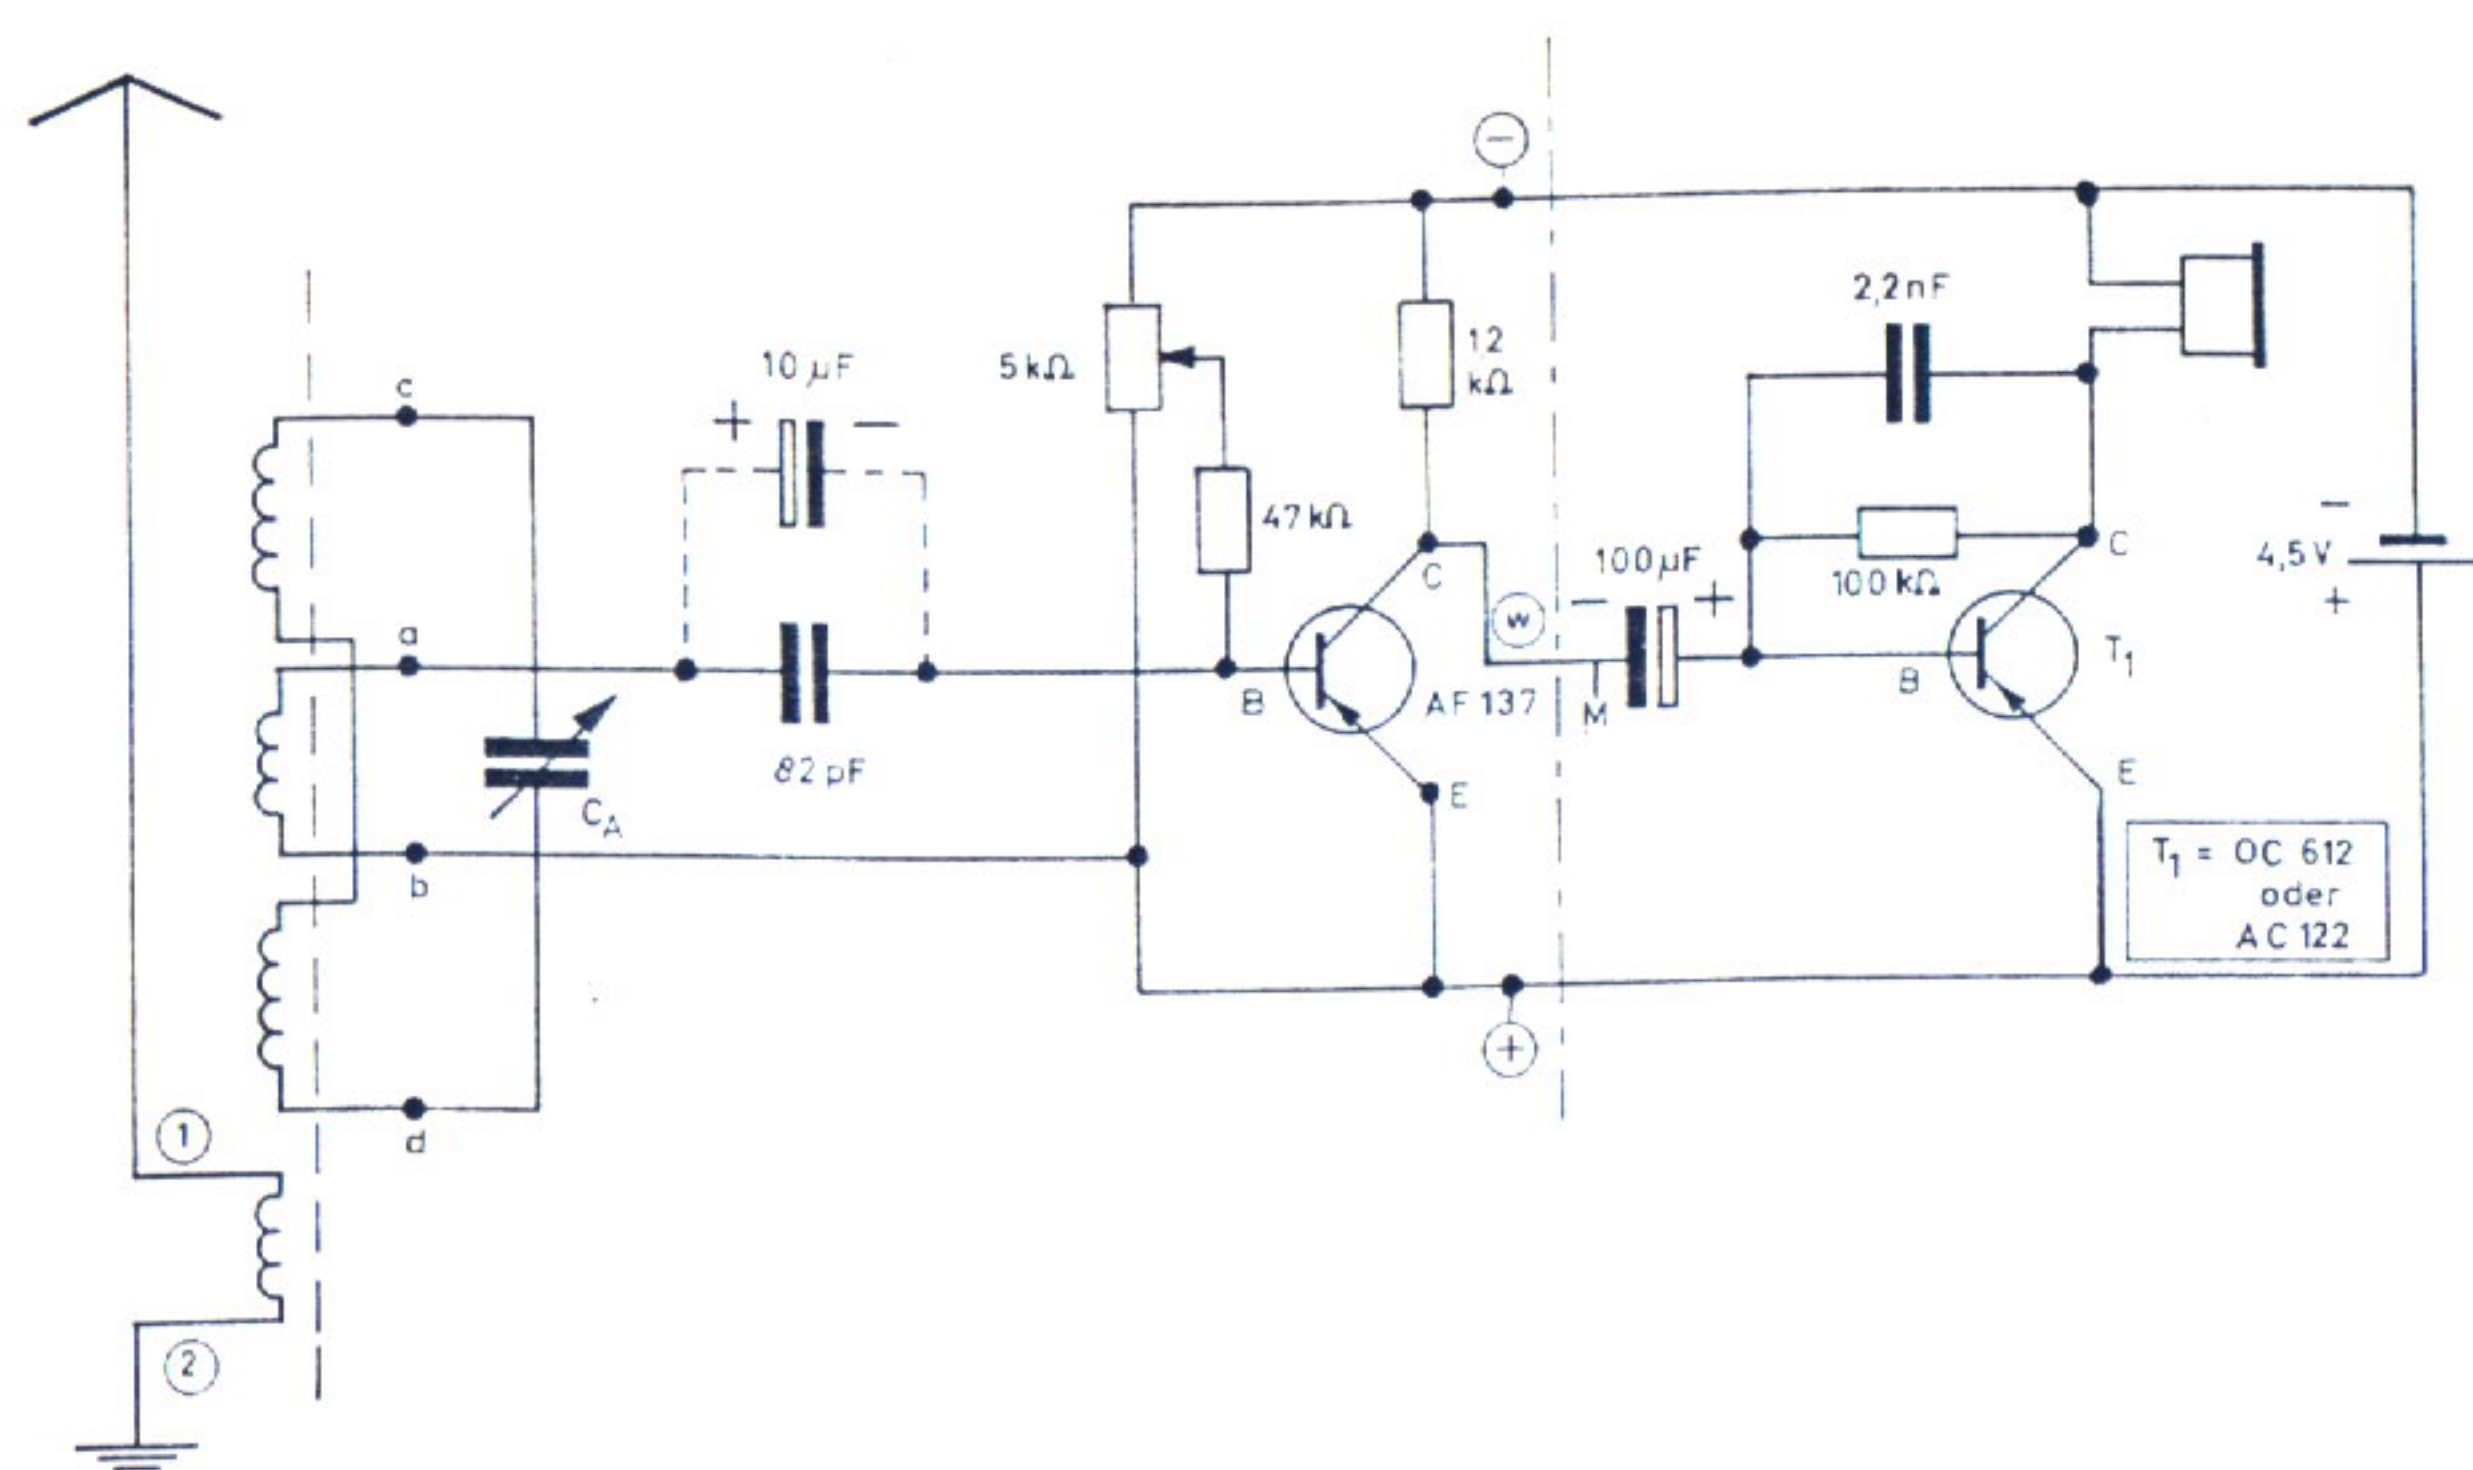 c
a
b
d
1
2
10 µF
+ −
82 pF
C_A
5 kΩ
47 kΩ
−
12
kΩ
C
B
E
AF 137
w
M
+
− 100 µF +
2,2 nF
100 kΩ
C
B
E
T₁
−
4,5 V
+
T₁ = OC 612
oder
AC 122